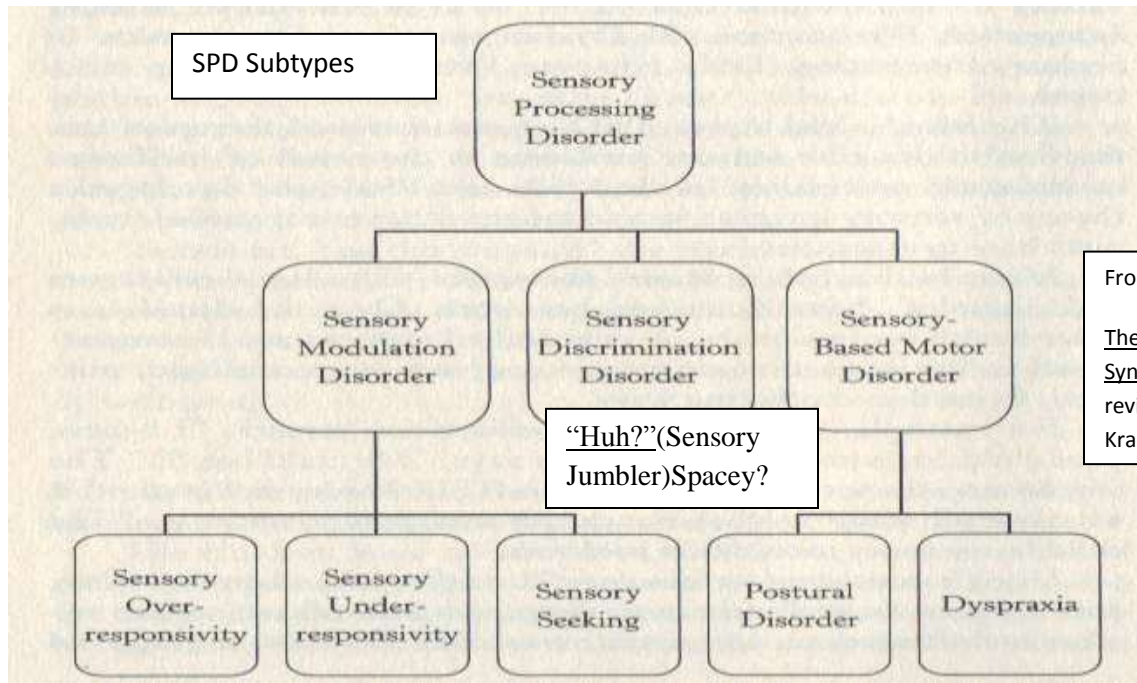 SPD Subtypes
Sensory
Processing
Disorder
Sensory
Modulation
Disorder
Sensory
Discrimination
Disorder
Sensory-
Based Motor
Disorder
Fro
The
Syn
revi
Kra
“Huh?”(Sensory
Jumbler)Spacey?
Sensory
Over-
responsivity
Sensory
Under-
responsivity
Sensory
Seeking
Postural
Disorder
Dyspraxia